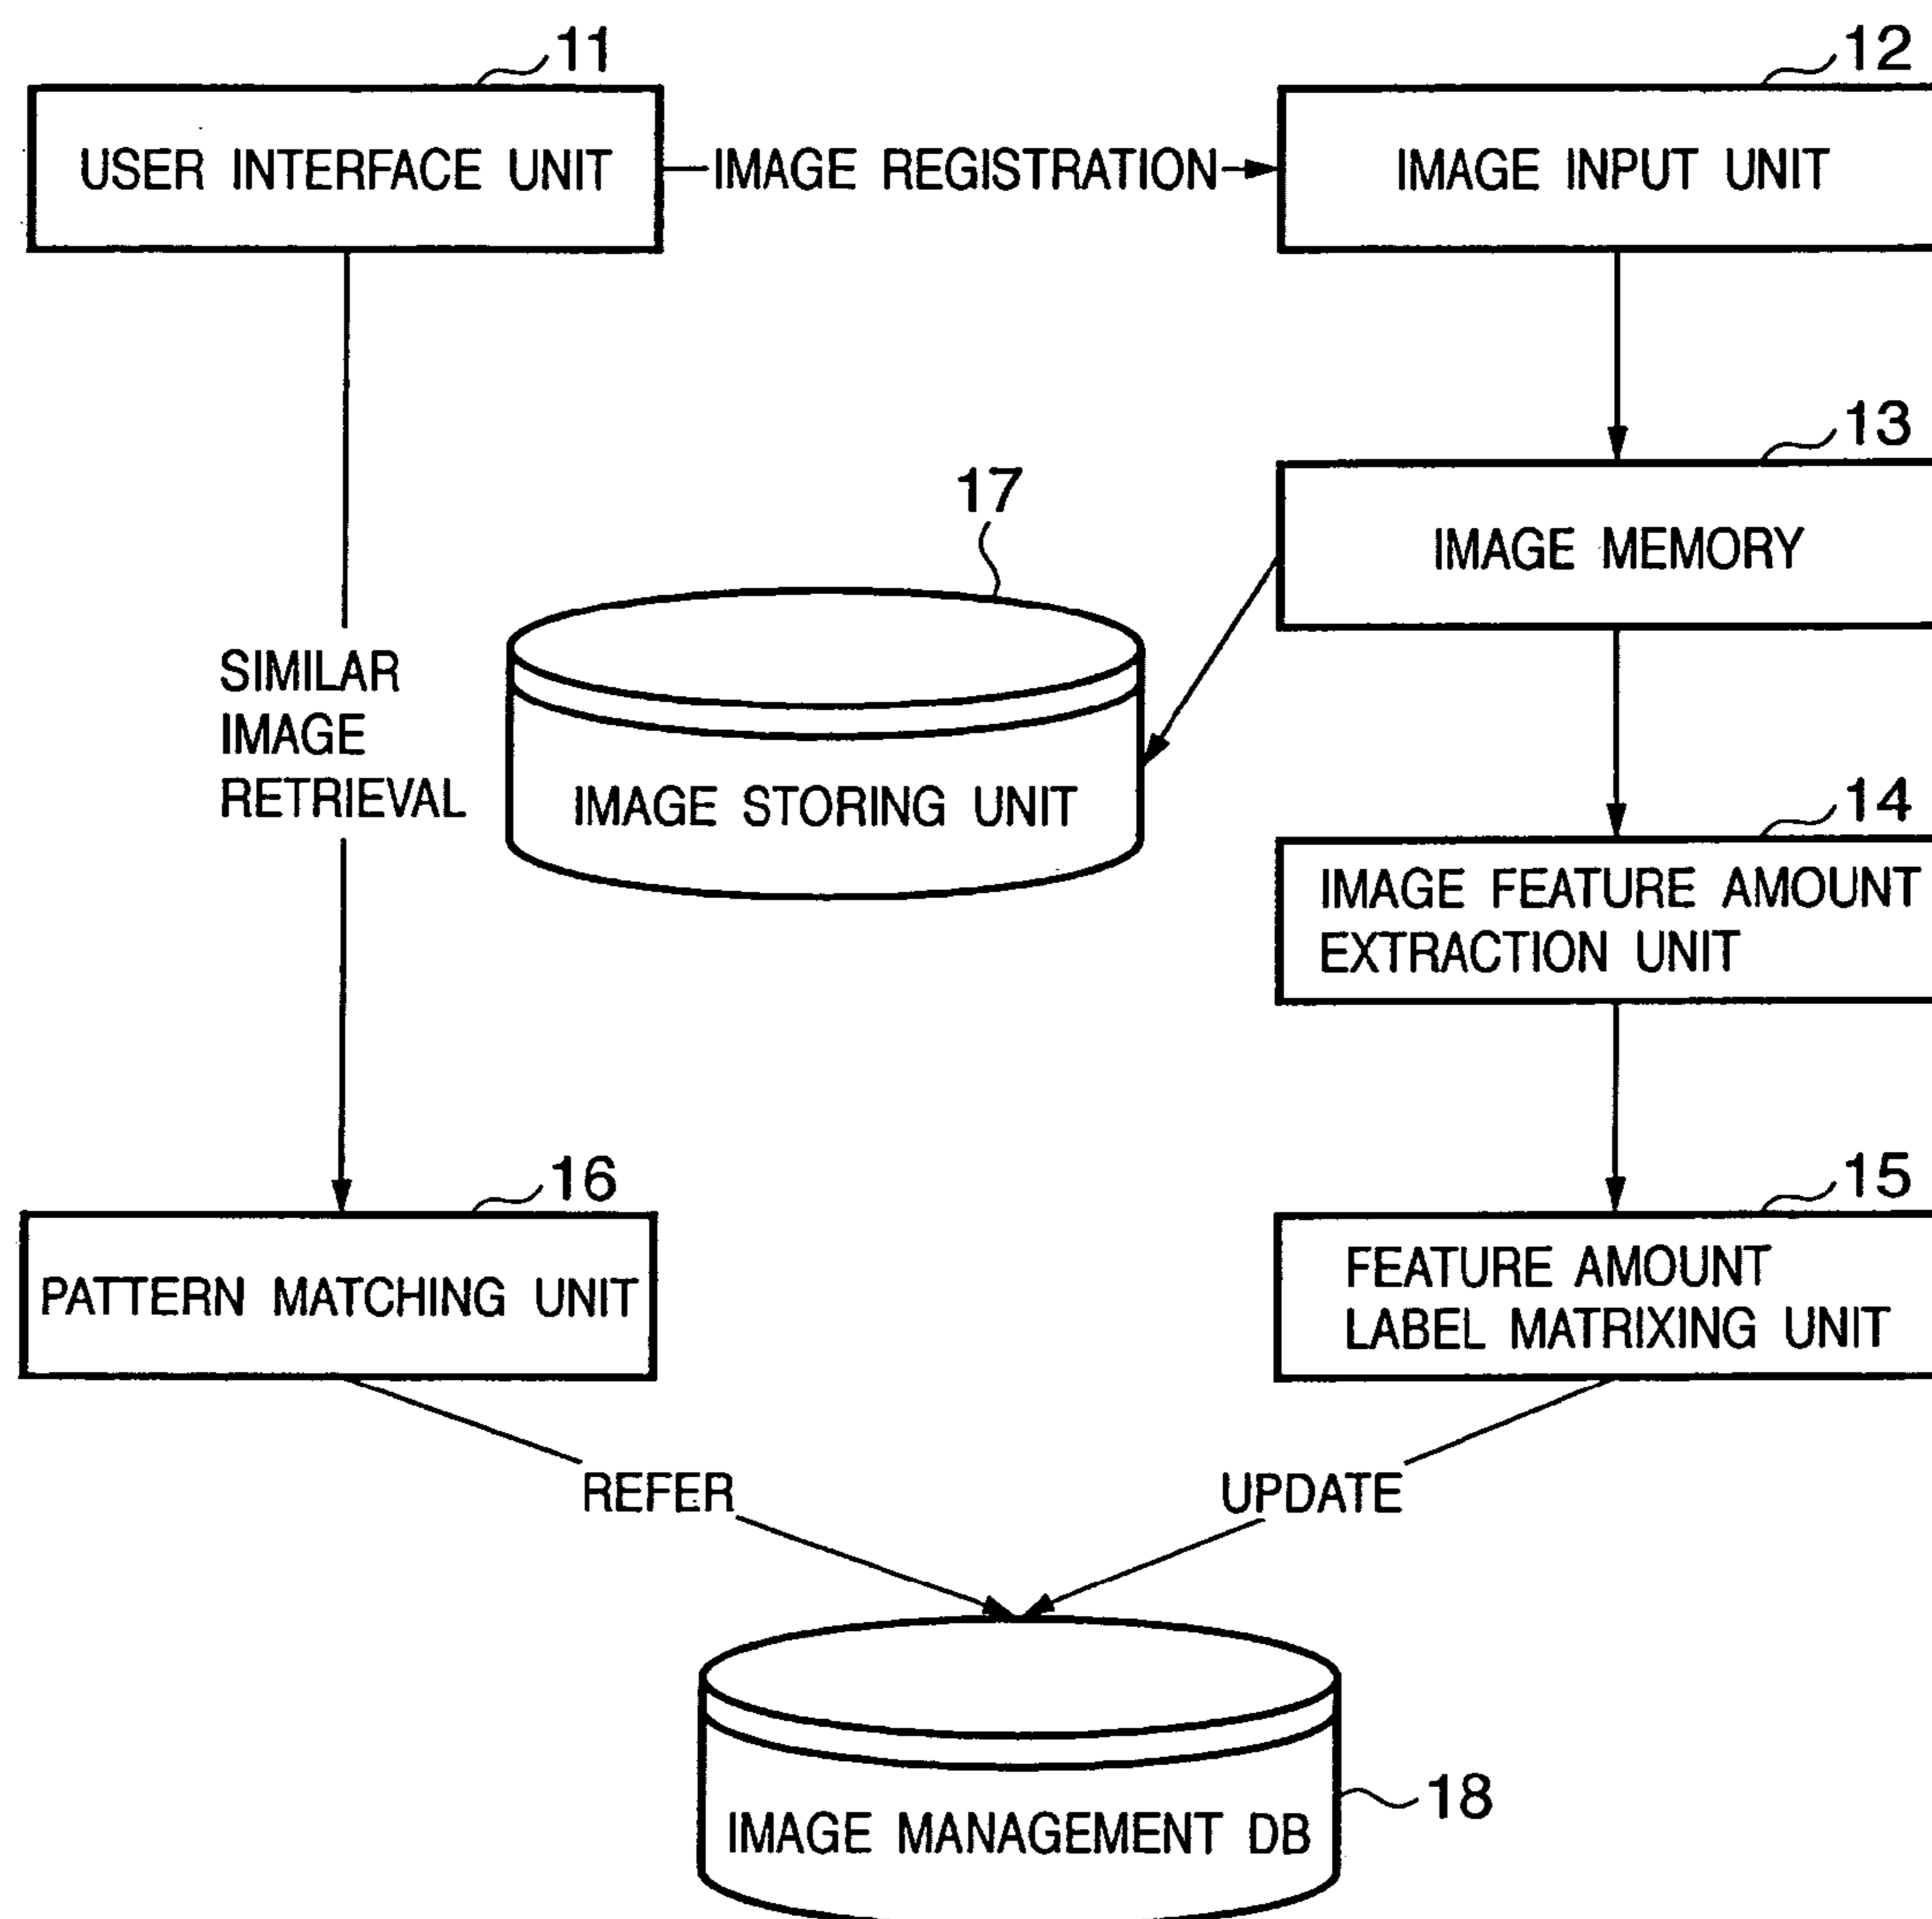 11
12
USER INTERFACE UNIT
IMAGE REGISTRATION
IMAGE INPUT UNIT
13
IMAGE MEMORY
17
SIMILAR
IMAGE
RETRIEVAL
IMAGE STORING UNIT
14
IMAGE FEATURE AMOUNT
EXTRACTION UNIT
16
15
PATTERN MATCHING UNIT
FEATURE AMOUNT
LABEL MATRIXING UNIT
REFER
UPDATE
18
IMAGE MANAGEMENT DB